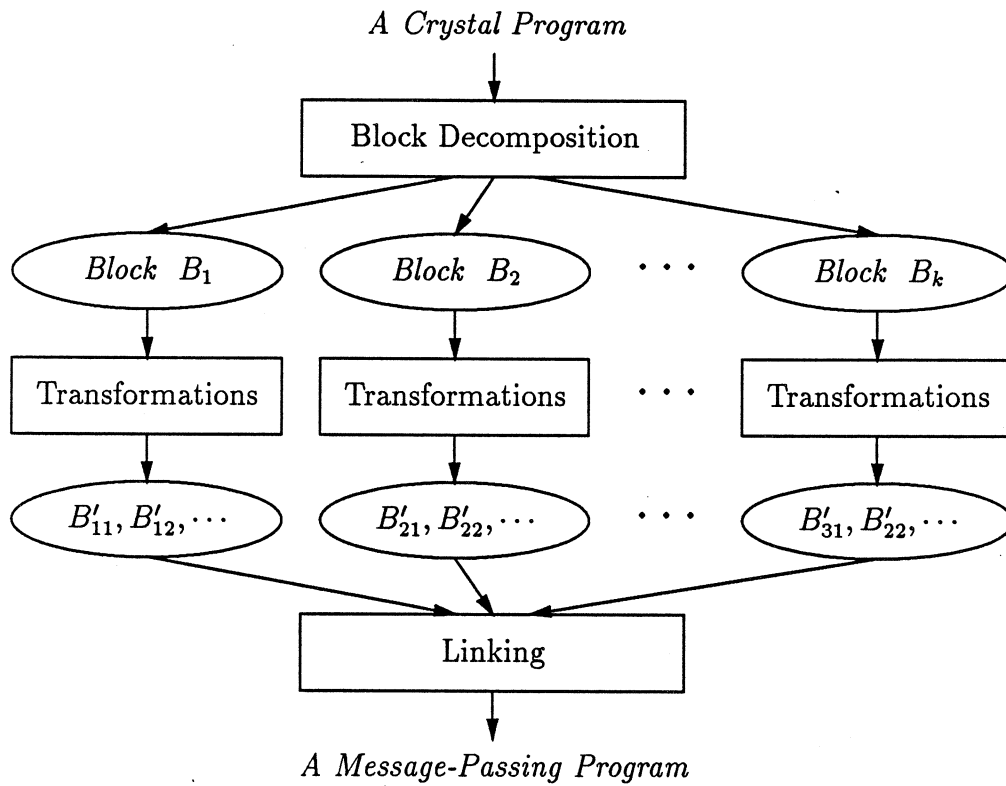 A Crystal Program
Block Decomposition
Block B₁ Block B₂ · · · Block Bₖ
Transformations Transformations · · · Transformations
B′₁₁, B′₁₂, ··· B′₂₁, B′₂₂, ··· · · · B′₃₁, B′₂₂, ···
Linking
A Message-Passing Program